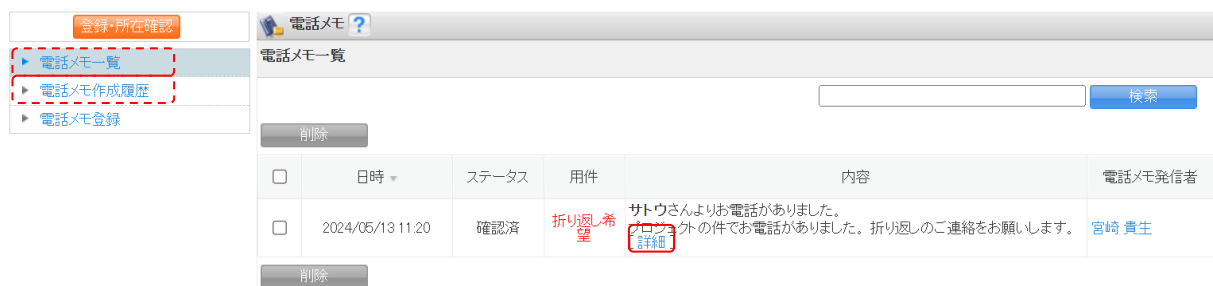 登録・所在確認
電話メモ一覧
電話メモ作成履歴
電話メモ登録
電話メモ ?
電話メモ一覧
検索
削除
日時 ステータス 用件 内容 電話メモ発信者
2024/05/13 11:20 確認済 折り返し希
望
サトウさんよりお電話がありました。
プロジェクトの件でお電話がありました。折り返しのご連絡をお願いします。
[ 詳細 ]
宮崎 貴生
削除